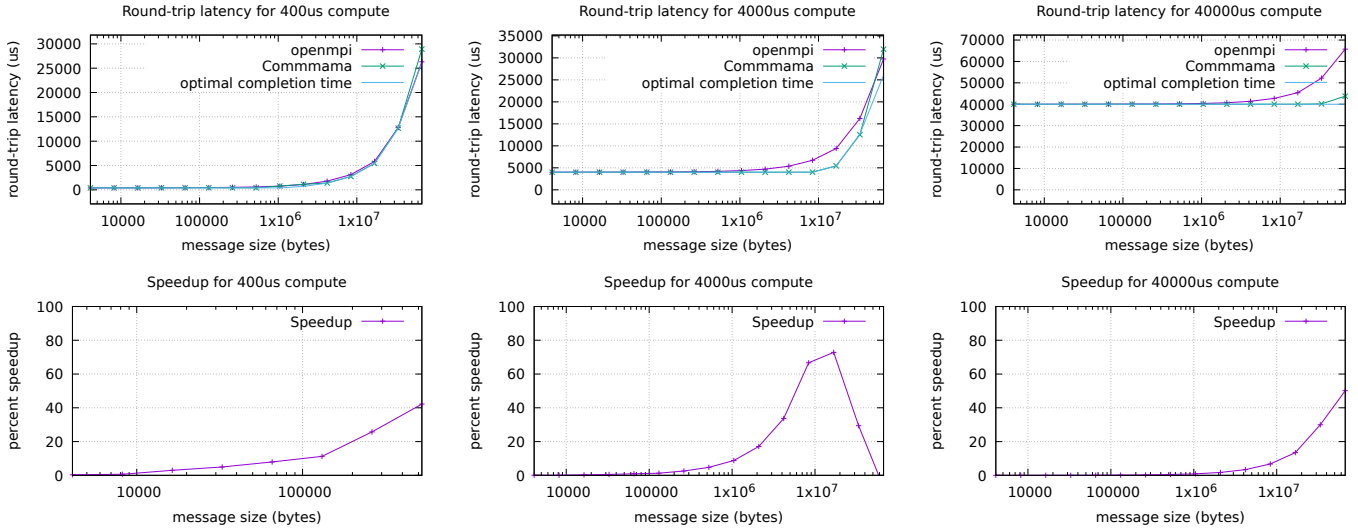 Round-trip latency for 400us compute
round-trip latency (us)
30000
25000
20000
15000
10000
5000
0
openmpi
Commmama
optimal completion time
10000
100000
1x10^6
1x10^7
message size (bytes)
Round-trip latency for 4000us compute
round-trip latency (us)
35000
30000
25000
20000
15000
10000
5000
0
openmpi
Commmama
optimal completion time
10000
100000
1x10^6
1x10^7
message size (bytes)
Round-trip latency for 40000us compute
round-trip latency (us)
70000
60000
50000
40000
30000
20000
10000
0
openmpi
Commmama
optimal completion time
10000
100000
1x10^6
1x10^7
message size (bytes)
Speedup for 400us compute
percent speedup
100
80
60
40
20
0
Speedup
10000
100000
message size (bytes)
Speedup for 4000us compute
percent speedup
100
80
60
40
20
0
Speedup
10000
100000
1x10^6
1x10^7
message size (bytes)
Speedup for 40000us compute
percent speedup
100
80
60
40
20
0
Speedup
10000
100000
1x10^6
1x10^7
message size (bytes)